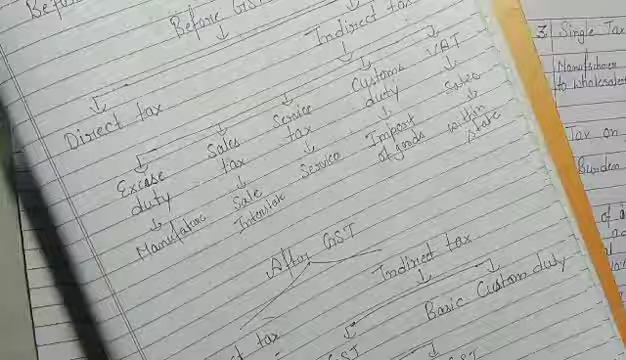 Before GST
Indirect tax
Direct tax
Excise duty
Sales tax
Service tax
Customs duty
VAT
Manufature
Sale Interstate
Service
Import of goods
Sales
within state
After GST
Indirect tax
Basic Custom duty
tax
GST
3 Single Tax
Manufacturer
to wholesaler
Tax on
Burden